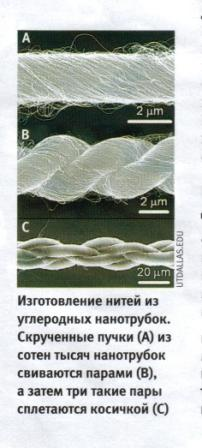 A
2 µm
B
2 µm
C
20 µm
UTDALLAS.EDU
Изготовление нитей из
углеродных нанотрубок.
Скрученные пучки (А) из
сотен тысяч нанотрубок
свиваются парами (В),
а затем три такие пары
сплетаются косичкой (С)